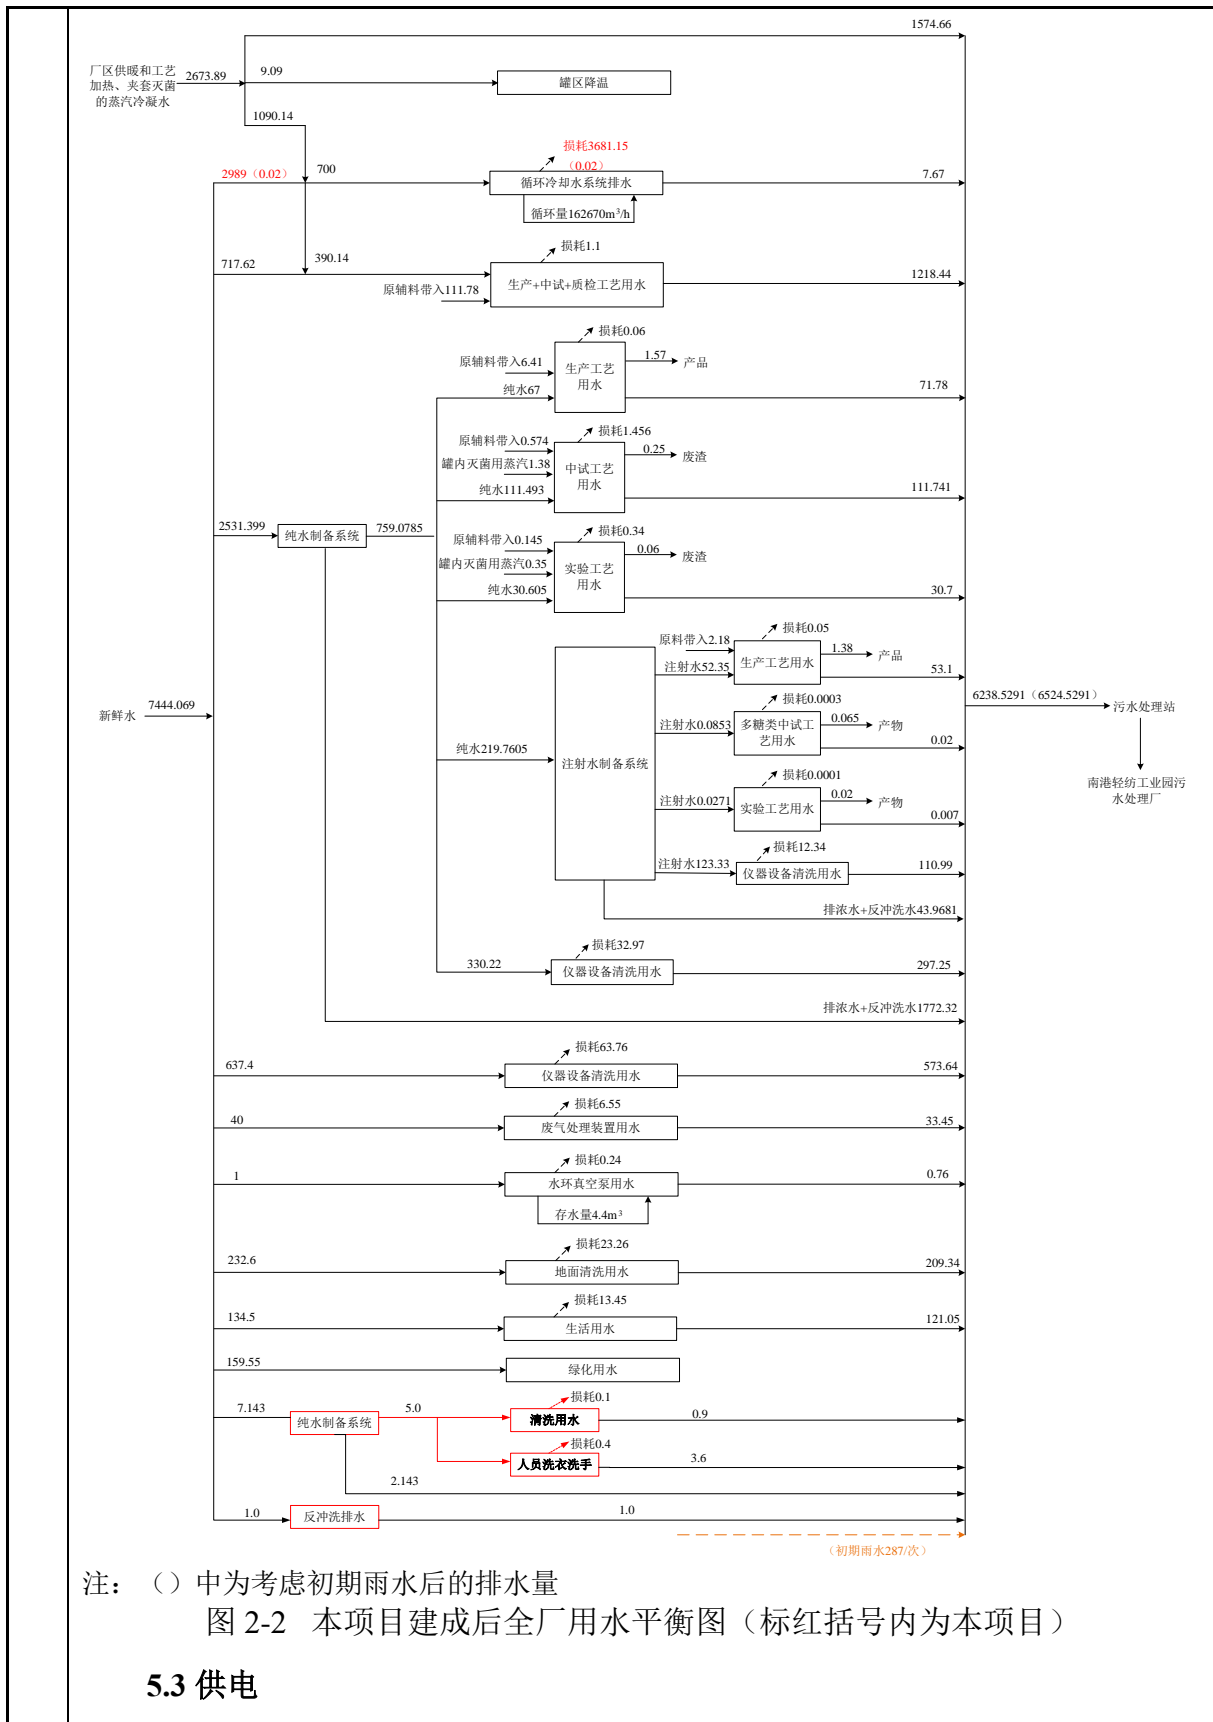 1574.66
厂区供暖和工艺
加热、夹套灭菌
的蒸汽冷凝水
2673.89
9.09
罐区降温
1090.14
损耗3681.15
（0.02）
2989（0.02）
700
循环冷却水系统排水
7.67
循环量162670m³/h
损耗1.1
717.62
390.14
生产+中试+质检工艺用水
1218.44
原辅料带入111.78
损耗0.06
原辅料带入6.41
生产工艺
用水
1.57
产品
纯水67
71.78
损耗1.456
原辅料带入0.574
罐内灭菌用蒸汽1.38
中试工艺
用水
0.25
废渣
纯水111.493
111.741
2531.399
纯水制备系统
759.0785
损耗0.34
原辅料带入0.145
罐内灭菌用蒸汽0.35
实验工艺
用水
0.06
废渣
纯水30.605
30.7
损耗0.05
原料带入2.18
生产工艺用水
1.38
产品
注射水52.35
53.1
新鲜水
7444.069
损耗0.0003
注射水0.0853
多糖类中试工
艺用水
0.065
产物
0.02
6238.5291（6524.5291）
污水处理站
南港轻纺工业园污
水处理厂
纯水219.7605
注射水制备系统
损耗0.0001
注射水0.0271
实验工艺用水
0.02
产物
0.007
损耗12.34
注射水123.33
仪器设备清洗用水
110.99
排浓水+反冲洗水43.9681
损耗32.97
330.22
仪器设备清洗用水
297.25
排浓水+反冲洗水1772.32
损耗63.76
637.4
仪器设备清洗用水
573.64
损耗6.55
40
废气处理装置用水
33.45
损耗0.24
1
水环真空泵用水
0.76
存水量4.4m³
损耗23.26
232.6
地面清洗用水
209.34
损耗13.45
134.5
生活用水
121.05
159.55
绿化用水
损耗0.1
7.143
纯水制备系统
5.0
清洗用水
0.9
损耗0.4
人员洗衣洗手
3.6
2.143
1.0
反冲洗排水
1.0
（初期雨水287/次）
注：（）中为考虑初期雨水后的排水量
图 2-2 本项目建成后全厂用水平衡图（标红括号内为本项目）
5.3 供电